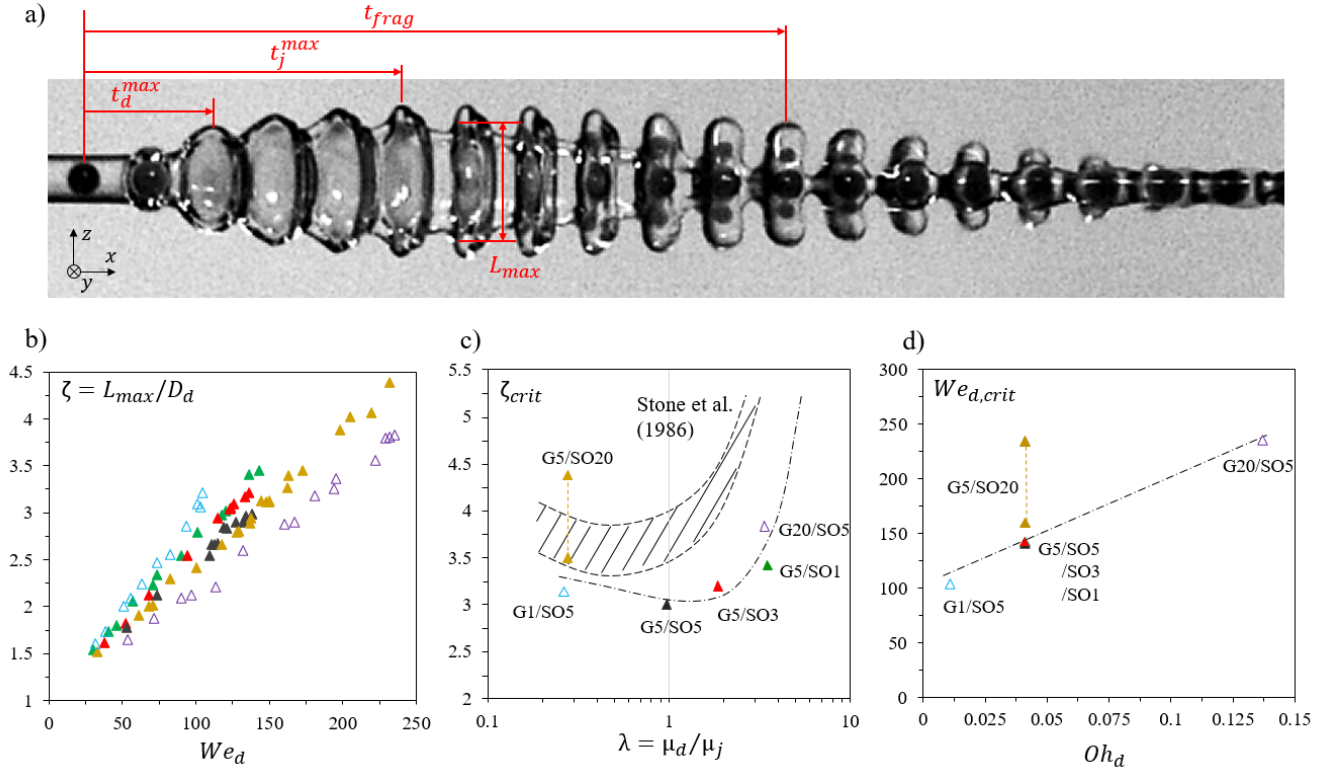 a)
t_frag
t_j^max
t_d^max
L_max
z
x
y
b)
ζ = L_max/D_d
4.5
4
3.5
3
2.5
2
1.5
1
0
50
100
150
200
250
We_d
c)
ζ_crit
Stone et al.
(1986)
5.5
5
4.5
4
3.5
3
2.5
2
G5/SO20
G20/SO5
G1/SO5
G5/SO5
G5/SO3
G5/SO1
0.1
1
10
λ = μ_d/μ_j
d)
We_d,crit
300
250
200
150
100
50
0
G5/SO20
G20/SO5
G5/SO5
/SO3
/SO1
G1/SO5
0
0.025
0.05
0.075
0.1
0.125
0.15
Oh_d